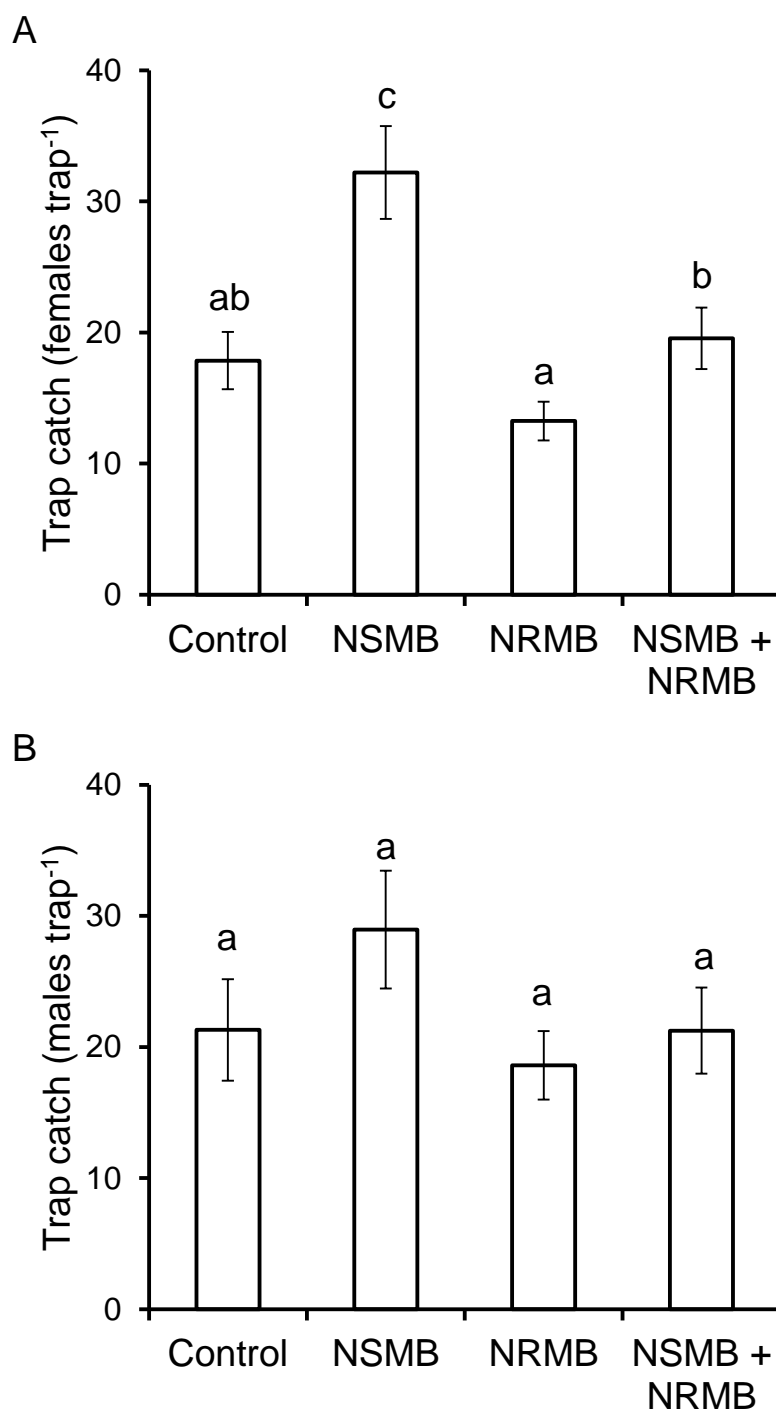 A
Trap catch (females trap⁻¹)
40
30
20
10
0
ab
c
a
b
Control
NSMB
NRMB
NSMB +
NRMB
B
Trap catch (males trap⁻¹)
40
30
20
10
0
a
a
a
a
Control
NSMB
NRMB
NSMB +
NRMB